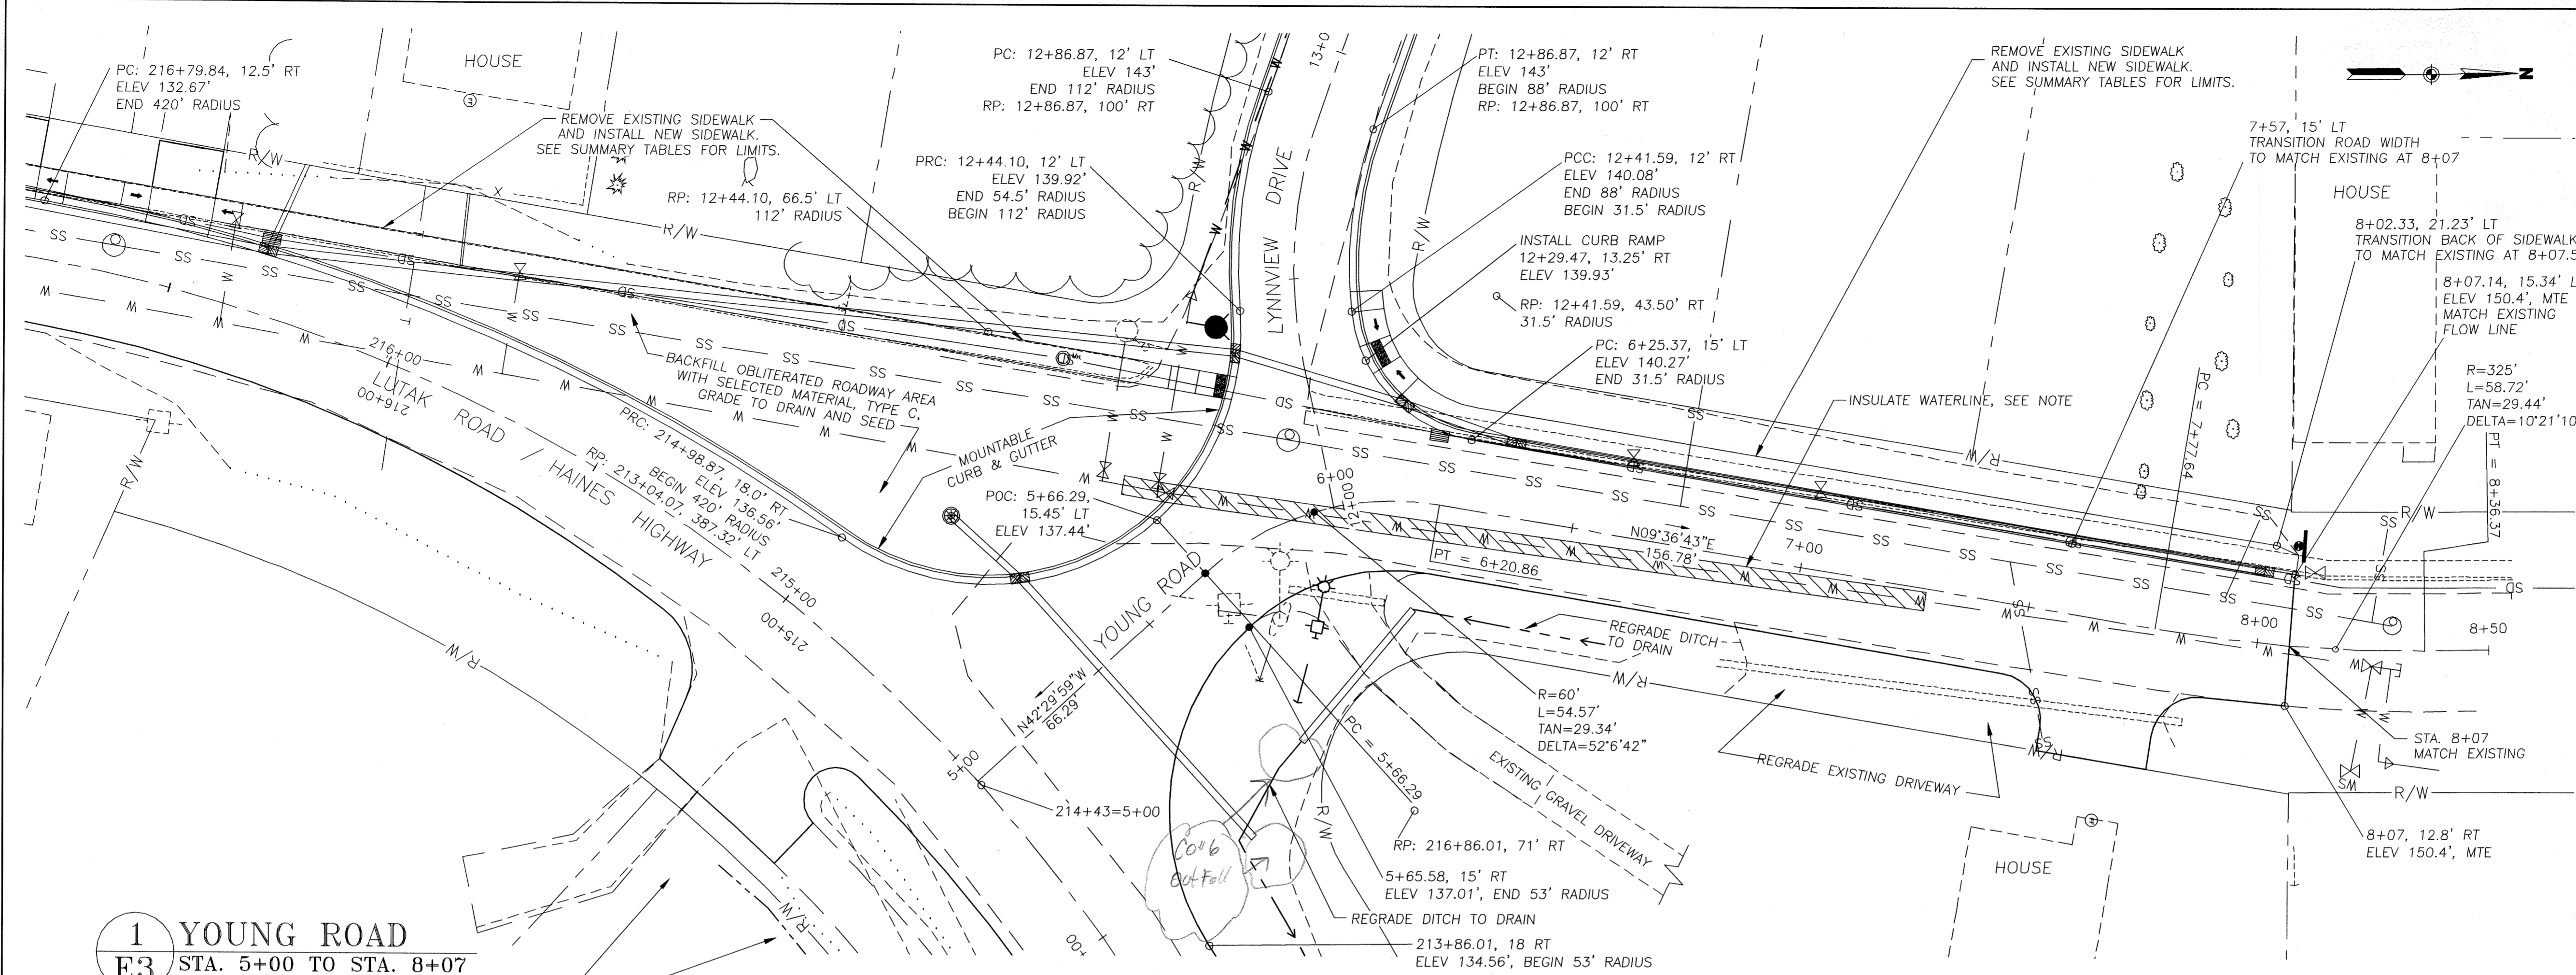 PC: 216+79.84, 12.5' RT
ELEV 132.67'
END 420' RADIUS
HOUSE
REMOVE EXISTING SIDEWALK
AND INSTALL NEW SIDEWALK.
SEE SUMMARY TABLES FOR LIMITS.
RP: 12+44.10, 66.5' LT
112' RADIUS
PC: 12+86.87, 12' LT
ELEV 143'
END 112' RADIUS
RP: 12+86.87, 100' RT
PRC: 12+44.10, 12' LT
ELEV 139.92'
END 54.5' RADIUS
BEGIN 112' RADIUS
LYNNVIEW DRIVE
13+0
PT: 12+86.87, 12' RT
ELEV 143'
BEGIN 88' RADIUS
RP: 12+86.87, 100' RT
PCC: 12+41.59, 12' RT
ELEV 140.08'
END 88' RADIUS
BEGIN 31.5' RADIUS
INSTALL CURB RAMP
12+29.47, 13.25' RT
ELEV 139.93'
RP: 12+41.59, 43.50' RT
31.5' RADIUS
PC: 6+25.37, 15' LT
ELEV 140.27'
END 31.5' RADIUS
INSULATE WATERLINE, SEE NOTE
REMOVE EXISTING SIDEWALK
AND INSTALL NEW SIDEWALK.
SEE SUMMARY TABLES FOR LIMITS.
N
7+57, 15' LT
TRANSITION ROAD WIDTH
TO MATCH EXISTING AT 8+07
HOUSE
8+02.33, 21.23' LT
TRANSITION BACK OF SIDEWALK
TO MATCH EXISTING AT 8+07.5
8+07.14, 15.34' L
ELEV 150.4', MTE
MATCH EXISTING
FLOW LINE
R=325'
L=58.72'
TAN=29.44'
DELTA=10°21'10
PC = 7+77.64
PT = 8+36.37
R/W
R/W
R/W
R/W
R/W
R/W
R/W
R/W
R/W
R/W
R/W
R/W
R/W
R/W
SS
SD
W
216+00
216+00
LUTAK ROAD / HAINES HIGHWAY
BACKFILL OBLITERATED ROADWAY AREA
WITH SELECTED MATERIAL, TYPE C,
GRADE TO DRAIN AND SEED
PRC: 214+98.87, 18.0' RT
ELEV 136.56'
BEGIN 420' RADIUS
RP: 213+04.07, 387.32' LT
MOUNTABLE
CURB & GUTTER
POC: 5+66.29,
15.45' LT
ELEV 137.44'
6+00
12+00
N09°36'43"E
156.78'
7+00
PT = 6+20.86
8+00
8+50
215+00
215+00
YOUNG ROAD
N42°29'59"W
66.29'
5+00
214+43=5+00
REGRADE DITCH
TO DRAIN
R=60'
L=54.57'
TAN=29.34'
DELTA=52°6'42"
PC = 5+66.29
EXISTING GRAVEL DRIVEWAY
REGRADE EXISTING DRIVEWAY
STA. 8+07
MATCH EXISTING
8+07, 12.8' RT
ELEV 150.4', MTE
HOUSE
RP: 216+86.01, 71' RT
5+65.58, 15' RT
ELEV 137.01', END 53' RADIUS
REGRADE DITCH TO DRAIN
213+86.01, 18 RT
ELEV 134.56', BEGIN 53' RADIUS
OutFall
+00
1
E3
YOUNG ROAD
STA. 5+00 TO STA. 8+07